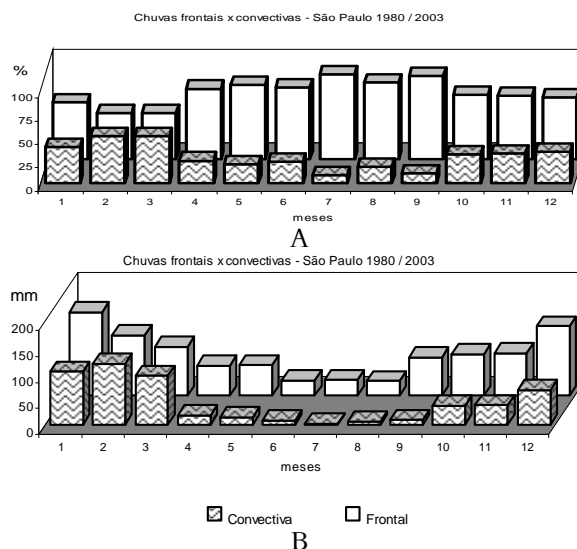 Chuvas frontais x convectivas - São Paulo 1980 / 2003
%
100
75
50
25
0
1 2 3 4 5 6 7 8 9 10 11 12
meses
A
Chuvas frontais x convectivas - São Paulo 1980 / 2003
mm
200
150
100
50
0
1 2 3 4 5 6 7 8 9 10 11 12
meses
Convectiva Frontal
B